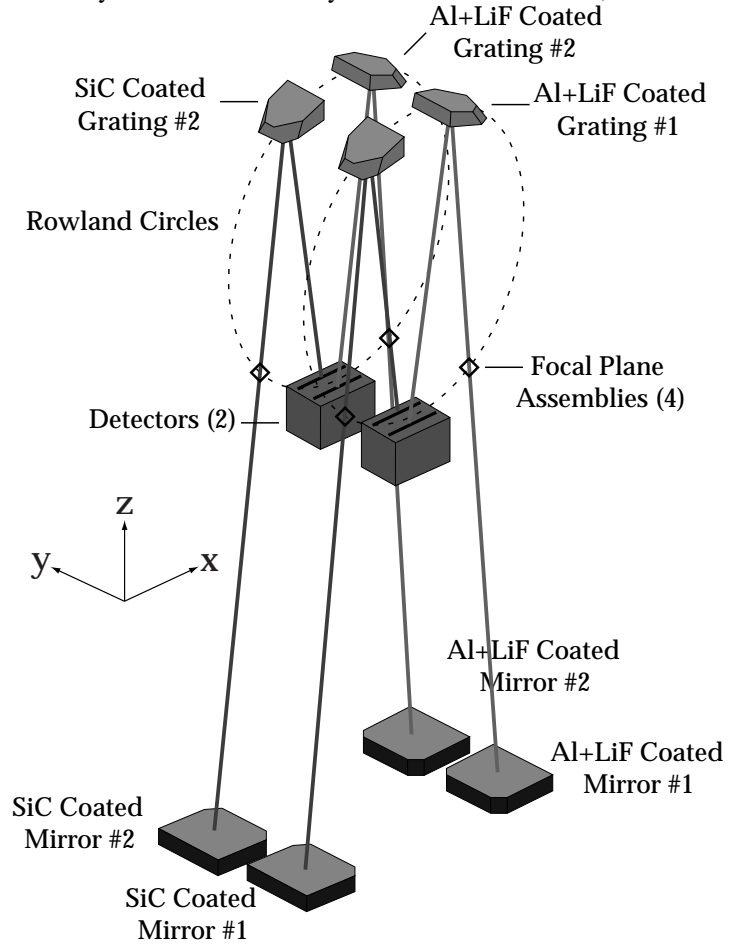 Al+LiF Coated
Grating #2
SiC Coated
Grating #2
Al+LiF Coated
Grating #1
Rowland Circles
Focal Plane
Assemblies (4)
Detectors (2)
z
y
x
Al+LiF Coated
Mirror #2
Al+LiF Coated
Mirror #1
SiC Coated
Mirror #2
SiC Coated
Mirror #1